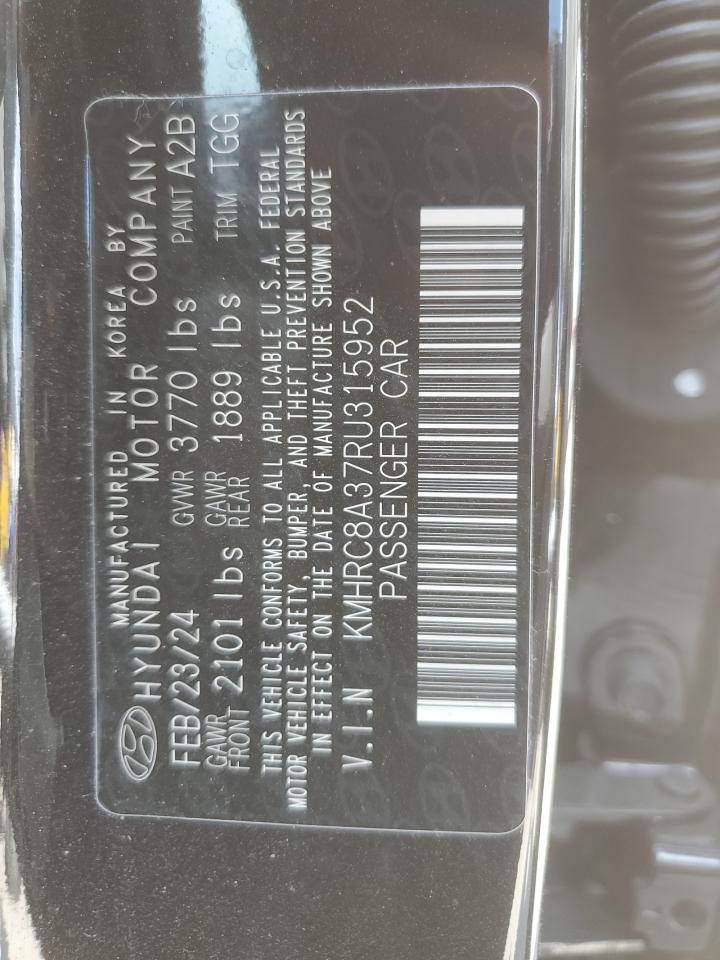 MANUFACTURED IN KOREA BY
HYUNDAI MOTOR COMPANY
FEB/23/24 GVWR 3770 lbs PAINT A2B
GAWR FRONT 2101 lbs GAWR REAR 1889 lbs TRIM TGG
THIS VEHICLE CONFORMS TO ALL APPLICABLE U.S.A. FEDERAL
MOTOR VEHICLE SAFETY, BUMPER, AND THEFT PREVENTION STANDARDS
IN EFFECT ON THE DATE OF MANUFACTURE SHOWN ABOVE
V.I.N KMHRC8A37RU315952
PASSENGER CAR